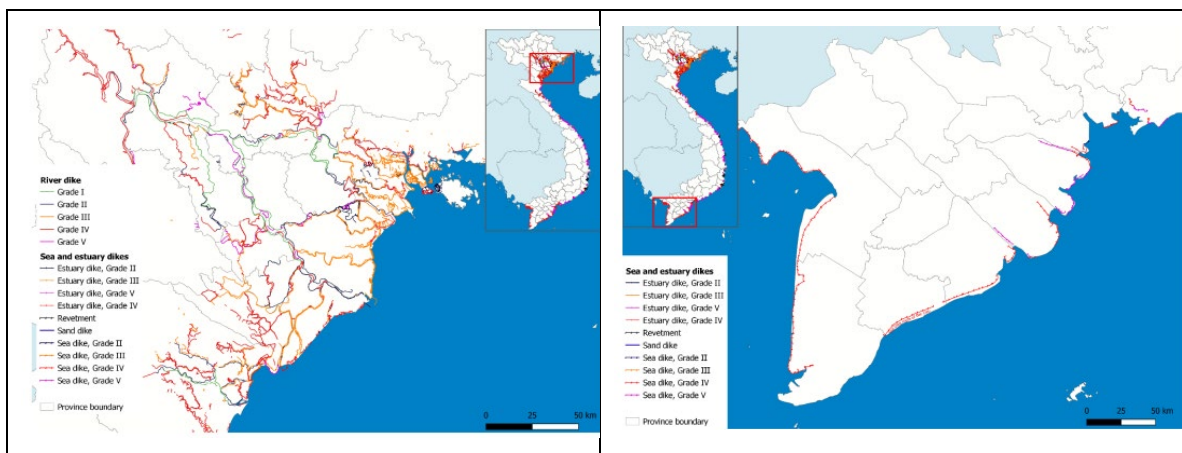 River dike
Grade I
Grade II
Grade III
Grade IV
Grade V
Sea and estuary dikes
Estuary dike, Grade II
Estuary dike, Grade III
Estuary dike, Grade V
Estuary dike, Grade IV
Revetment
Sand dike
Sea dike, Grade II
Sea dike, Grade III
Sea dike, Grade IV
Sea dike, Grade V
Province boundary
0 25 50 km
Sea and estuary dikes
Estuary dike, Grade II
Estuary dike, Grade III
Estuary dike, Grade V
Estuary dike, Grade IV
Revetment
Sand dike
Sea dike, Grade II
Sea dike, Grade III
Sea dike, Grade IV
Sea dike, Grade V
Province boundary
0 25 50 km